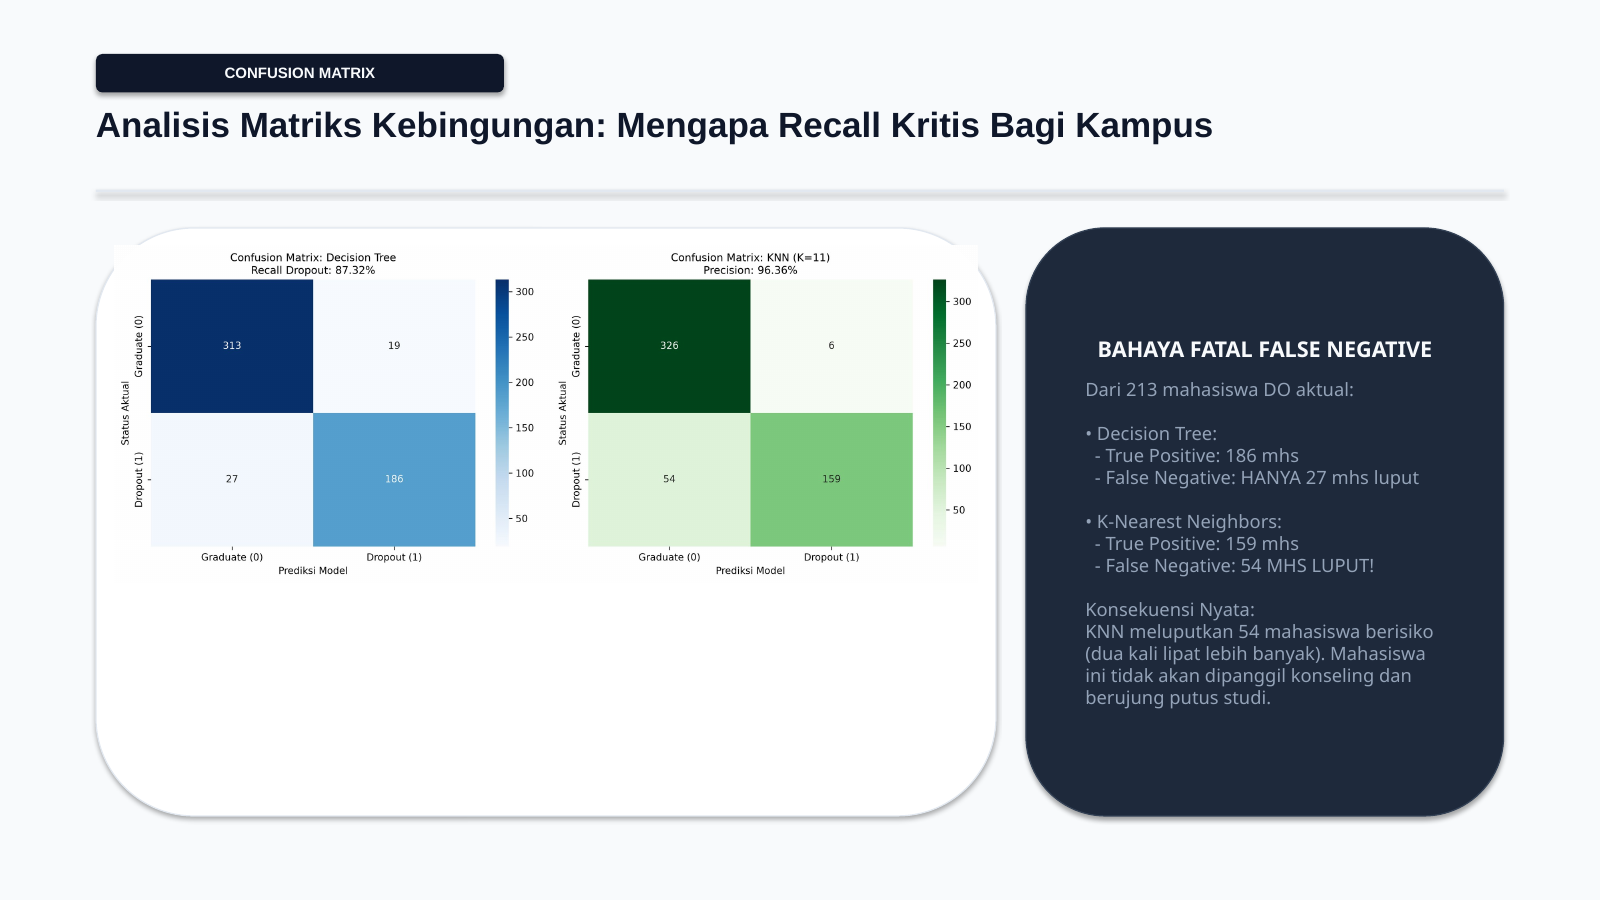 CONFUSION MATRIX
Analisis Matriks Kebingungan: Mengapa Recall Kritis Bagi Kampus
Confusion Matrix: Decision Tree
Recall Dropout: 87.32%
Status Aktual
Graduate (0)
Dropout (1)
313
19
27
186
Graduate (0)
Dropout (1)
Prediksi Model
300
250
200
150
100
50
Confusion Matrix: KNN (K=11)
Precision: 96.36%
Status Aktual
Graduate (0)
Dropout (1)
326
6
54
159
Graduate (0)
Dropout (1)
Prediksi Model
300
250
200
150
100
50
BAHAYA FATAL FALSE NEGATIVE
Dari 213 mahasiswa DO aktual:
• Decision Tree:
- True Positive: 186 mhs
- False Negative: HANYA 27 mhs luput
• K-Nearest Neighbors:
- True Positive: 159 mhs
- False Negative: 54 MHS LUPUT!
Konsekuensi Nyata:
KNN meluputkan 54 mahasiswa berisiko
(dua kali lipat lebih banyak). Mahasiswa
ini tidak akan dipanggil konseling dan
berujung putus studi.